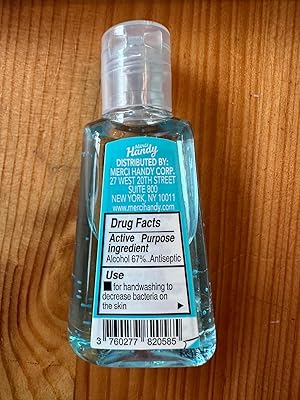 Merci
Handy
DISTRIBUTED BY:
MERCI HANDY CORP.
27 WEST 20TH STREET
SUITE 800
NEW YORK, NY 10011
www.mercihandy.com
Drug Facts
Active Purpose
ingredient
Alcohol 67%..Antiseptic
Use
for handwashing to
decrease bacteria on
the skin
3 760277 820585